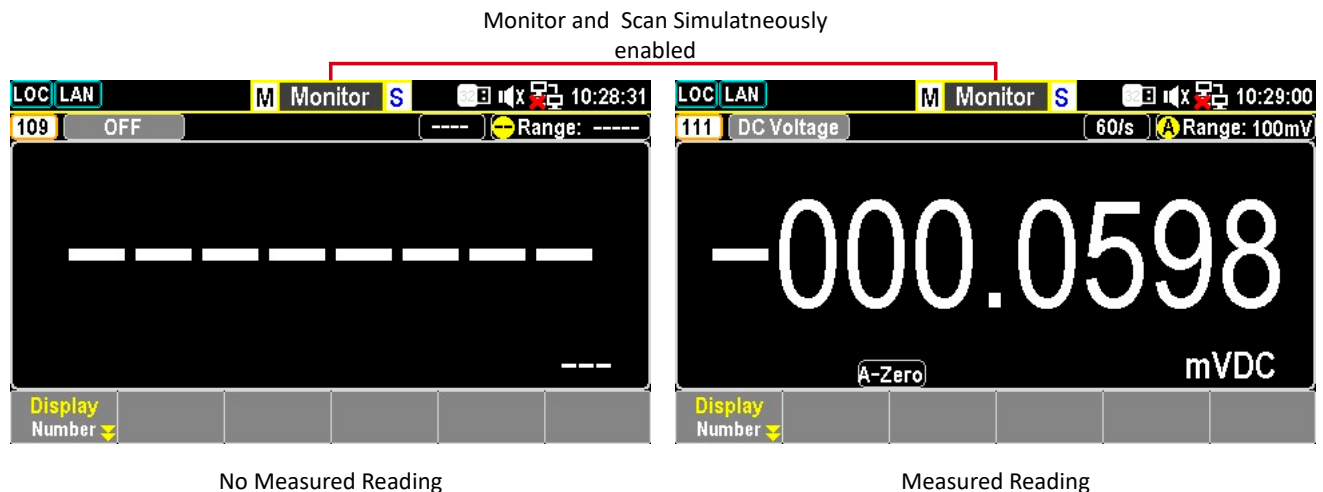 Monitor and Scan Simulatneously
enabled
LOC LAN M Monitor S 32 10:28:31
109 OFF ---- -- Range: -----
--------
---
Display
Number
No Measured Reading
LOC LAN M Monitor S 32 10:29:00
111 DC Voltage 60/s A Range: 100mV
-000.0598
A-Zero mVDC
Display
Number
Measured Reading